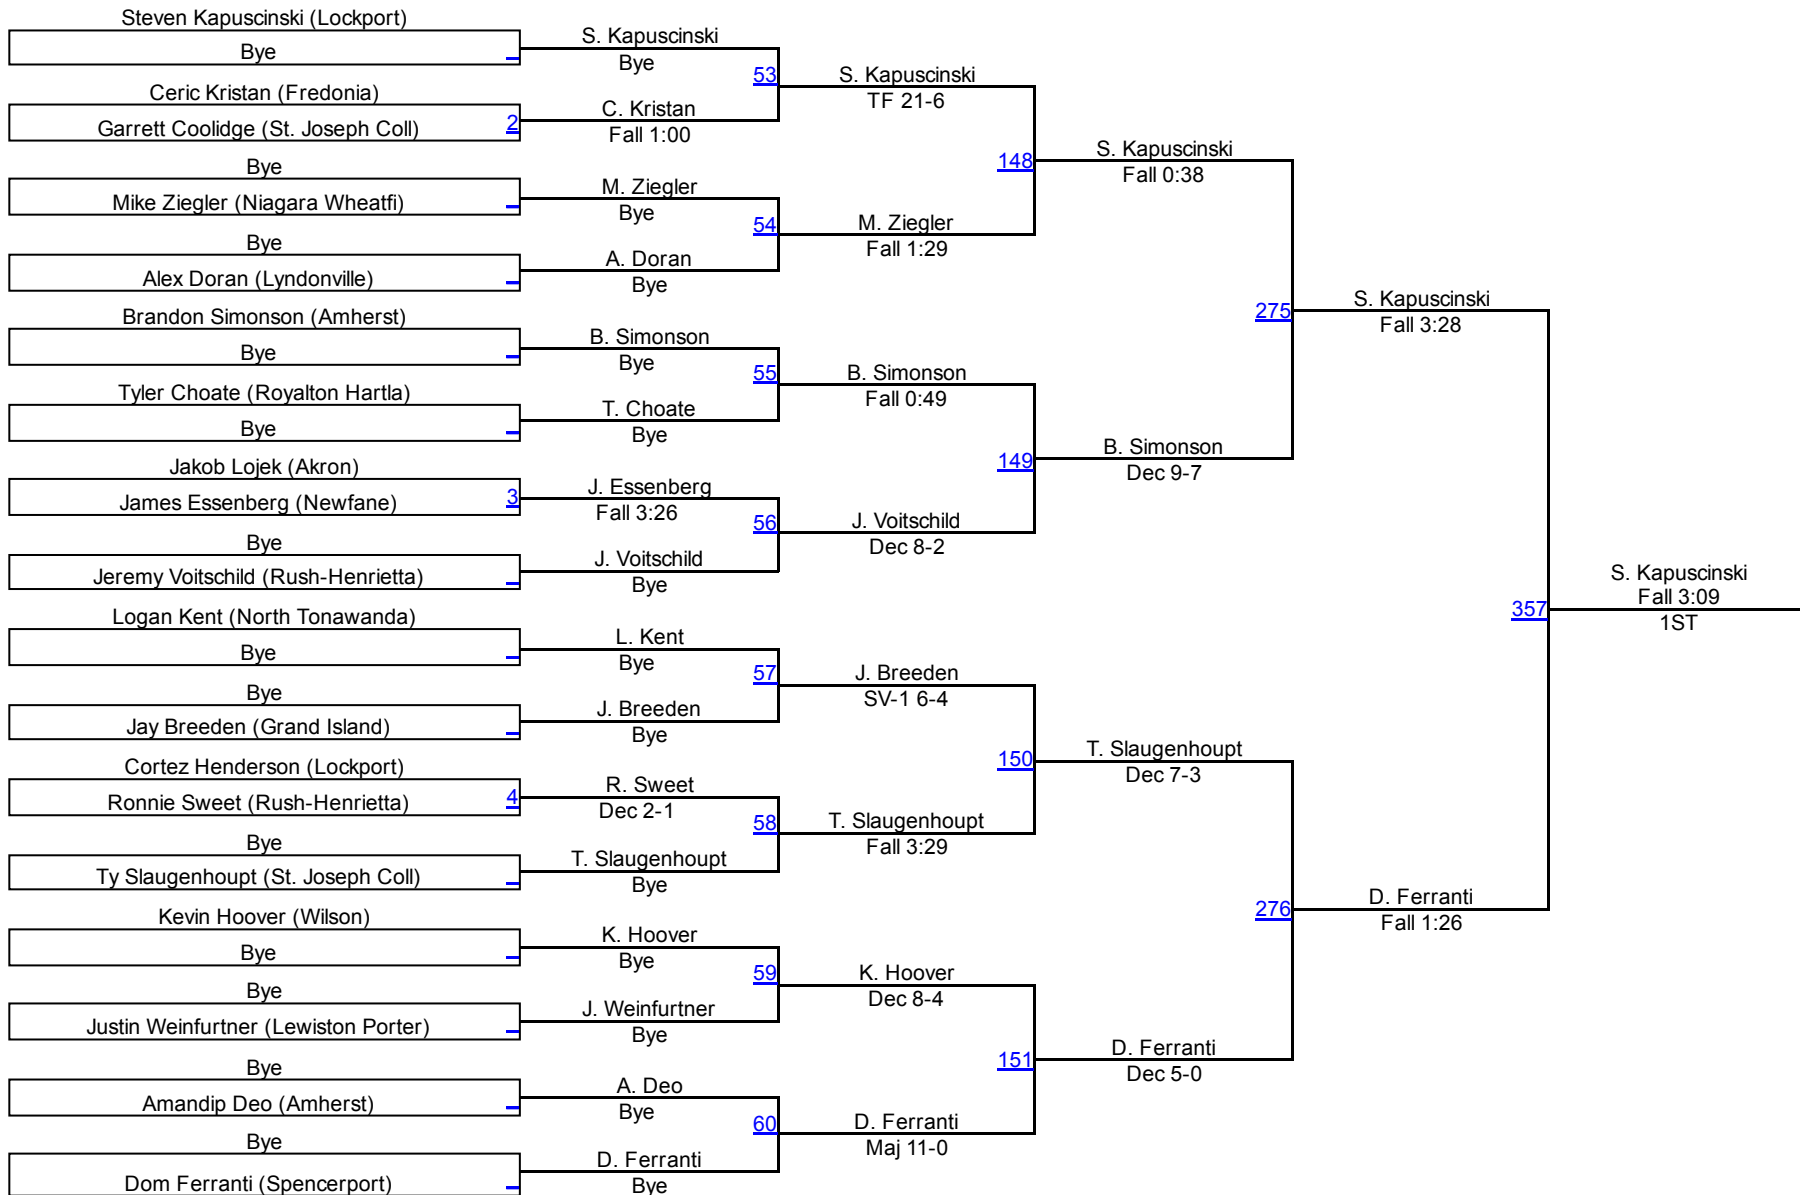 Steven Kapuscinski (Lockport)
Bye
Ceric Kristan (Fredonia)
Garrett Coolidge (St. Joseph Coll)
2
Bye
Mike Ziegler (Niagara Wheatfi)
Bye
Alex Doran (Lyndonville)
Brandon Simonson (Amherst)
Bye
Tyler Choate (Royalton Hartla)
Bye
Jakob Lojek (Akron)
James Essenberg (Newfane)
3
Bye
Jeremy Voitschild (Rush-Henrietta)
Logan Kent (North Tonawanda)
Bye
Bye
Jay Breeden (Grand Island)
Cortez Henderson (Lockport)
Ronnie Sweet (Rush-Henrietta)
4
Bye
Ty Slaugenhoupt (St. Joseph Coll)
Kevin Hoover (Wilson)
Bye
Bye
Justin Weinfurtner (Lewiston Porter)
Bye
Amandip Deo (Amherst)
Bye
Dom Ferranti (Spencerport)
S. Kapuscinski
Bye
53
C. Kristan
Fall 1:00
M. Ziegler
Bye
54
A. Doran
Bye
B. Simonson
Bye
55
T. Choate
Bye
J. Essenberg
Fall 3:26
56
J. Voitschild
Bye
L. Kent
Bye
57
J. Breeden
Bye
R. Sweet
Dec 2-1
58
T. Slaugenhoupt
Bye
K. Hoover
Bye
59
J. Weinfurtner
Bye
A. Deo
Bye
60
D. Ferranti
Bye
S. Kapuscinski
TF 21-6
148
M. Ziegler
Fall 1:29
B. Simonson
Fall 0:49
149
J. Voitschild
Dec 8-2
J. Breeden
SV-1 6-4
150
T. Slaugenhoupt
Fall 3:29
K. Hoover
Dec 8-4
151
D. Ferranti
Maj 11-0
S. Kapuscinski
Fall 0:38
275
B. Simonson
Dec 9-7
T. Slaugenhoupt
Dec 7-3
276
D. Ferranti
Dec 5-0
S. Kapuscinski
Fall 3:28
357
D. Ferranti
Fall 1:26
S. Kapuscinski
Fall 3:09
1ST